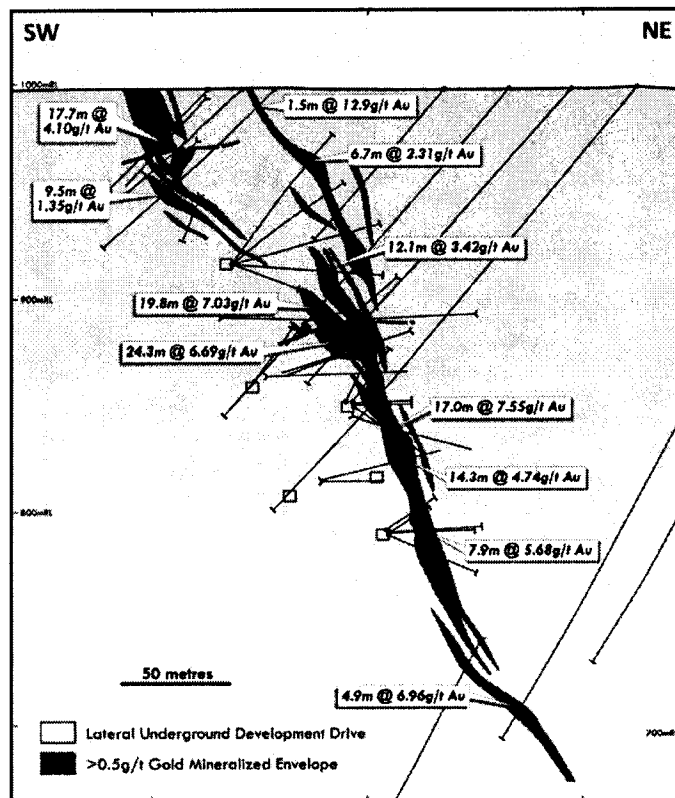 SW
NE
1000mRL
17.7m @
4.10g/t Au
1.5m @ 12.9g/t Au
6.7m @ 2.31g/t Au
9.5m @
1.35g/t Au
12.1m @ 3.42g/t Au
900mRL
19.8m @ 7.03g/t Au
24.3m @ 6.69g/t Au
17.0m @ 7.55g/t Au
14.3m @ 4.74g/t Au
800mRL
7.9m @ 5.68g/t Au
50 metres
4.9m @ 6.96g/t Au
Lateral Underground Development Drive
700mRL
>0.5g/t Gold Mineralized Envelope